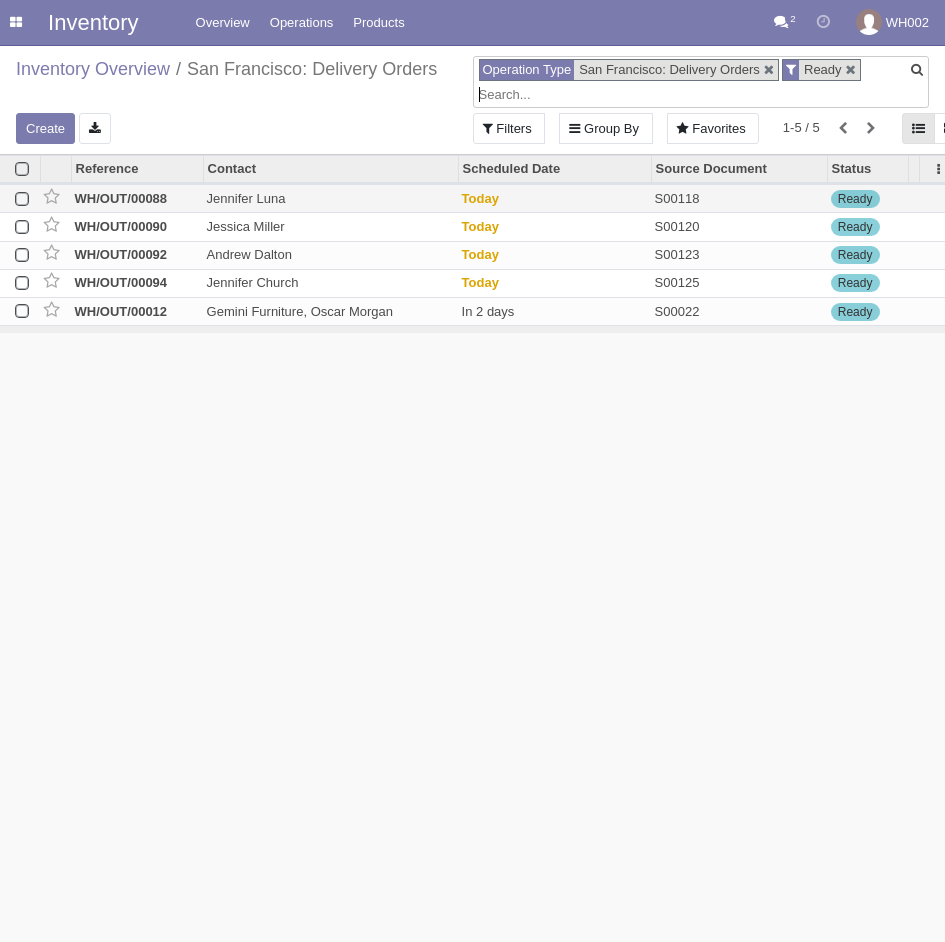 Inventory Overview Operations Products 2 WH002
Inventory Overview / San Francisco: Delivery Orders
Operation Type San Francisco: Delivery Orders Ready
Search...
Create Filters Group By Favorites 1-5 / 5
Reference Contact Scheduled Date Source Document Status
WH/OUT/00088 Jennifer Luna Today S00118 Ready
WH/OUT/00090 Jessica Miller Today S00120 Ready
WH/OUT/00092 Andrew Dalton Today S00123 Ready
WH/OUT/00094 Jennifer Church Today S00125 Ready
WH/OUT/00012 Gemini Furniture, Oscar Morgan In 2 days S00022 Ready